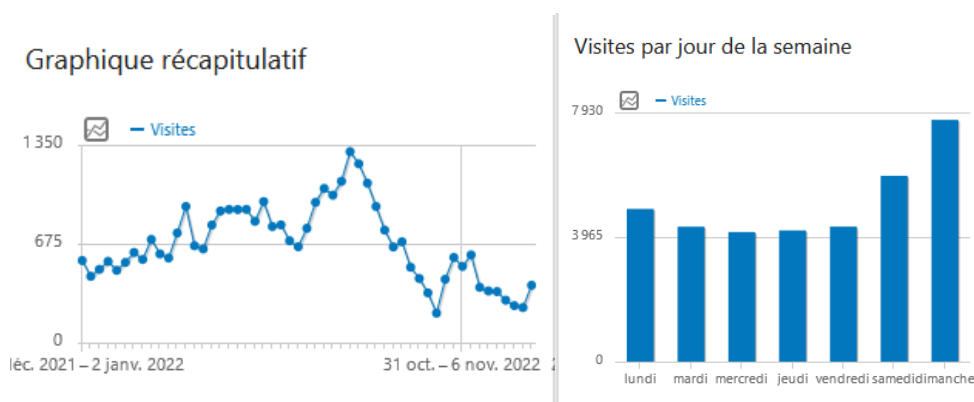 Graphique récapitulatif
Visites
1 350
675
0
déc. 2021 – 2 janv. 2022
31 oct. – 6 nov. 2022
Visites par jour de la semaine
Visites
7 930
3 965
0
lundi mardi mercredi jeudi vendredi samedi dimanche